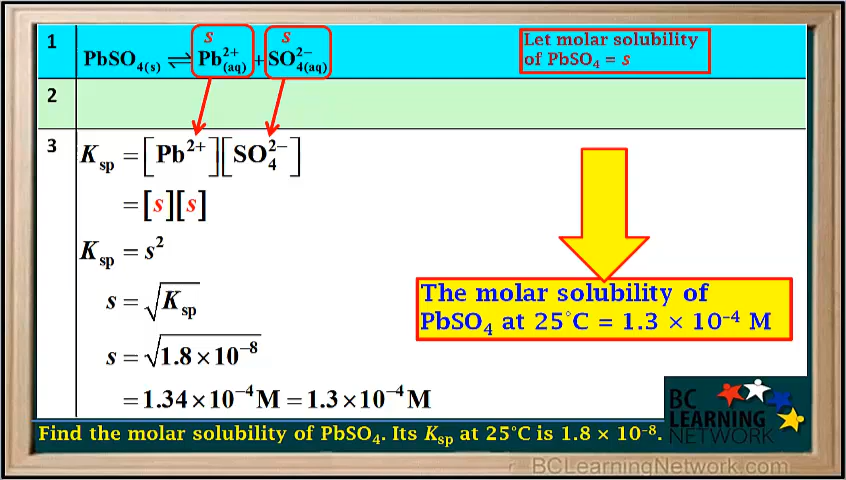 1
s s
PbSO₄₍ₛ₎ ⇌ Pb²⁺(aq) + SO₄²⁻(aq)
Let molar solubility
of PbSO₄ = s
2
3
Ksp = [Pb²⁺][SO₄²⁻]
= [s][s]
Ksp = s²
s = √Ksp
s = √1.8 × 10⁻⁸
= 1.34 × 10⁻⁴ M = 1.3 × 10⁻⁴ M
The molar solubility of
PbSO₄ at 25°C = 1.3 × 10⁻⁴ M
BC
LEARNING
NETWORK
Find the molar solubility of PbSO₄. Its Ksp at 25°C is 1.8 × 10⁻⁸.
BCLearningNetwork.com